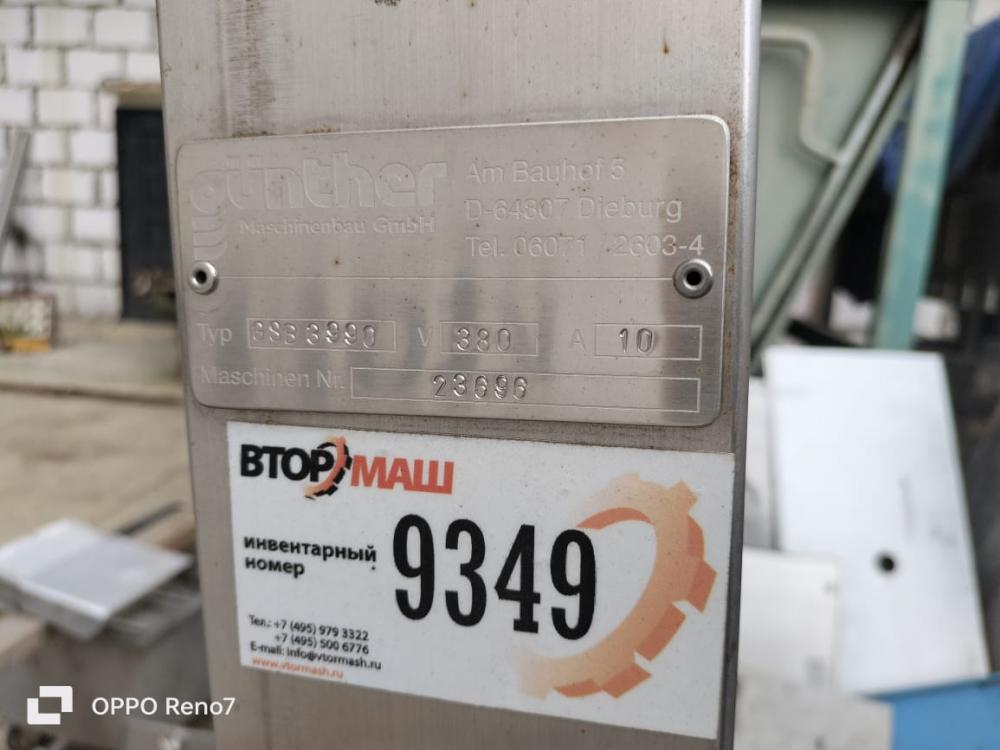 günther
Maschinenbau GmbH
Am Bauhof 5
D-64807 Dieburg
Tel. 06071 / 2603-4
Typ GSB 3990 V 380 A 10
Maschinen Nr. 23696
ВТОРМАШ
инвентарный
номер
9349
Тел.: +7 (495) 979 3322
+7 (495) 500 6776
E-mail: info@vtormash.ru
www.vtormash.ru
OPPO Reno7